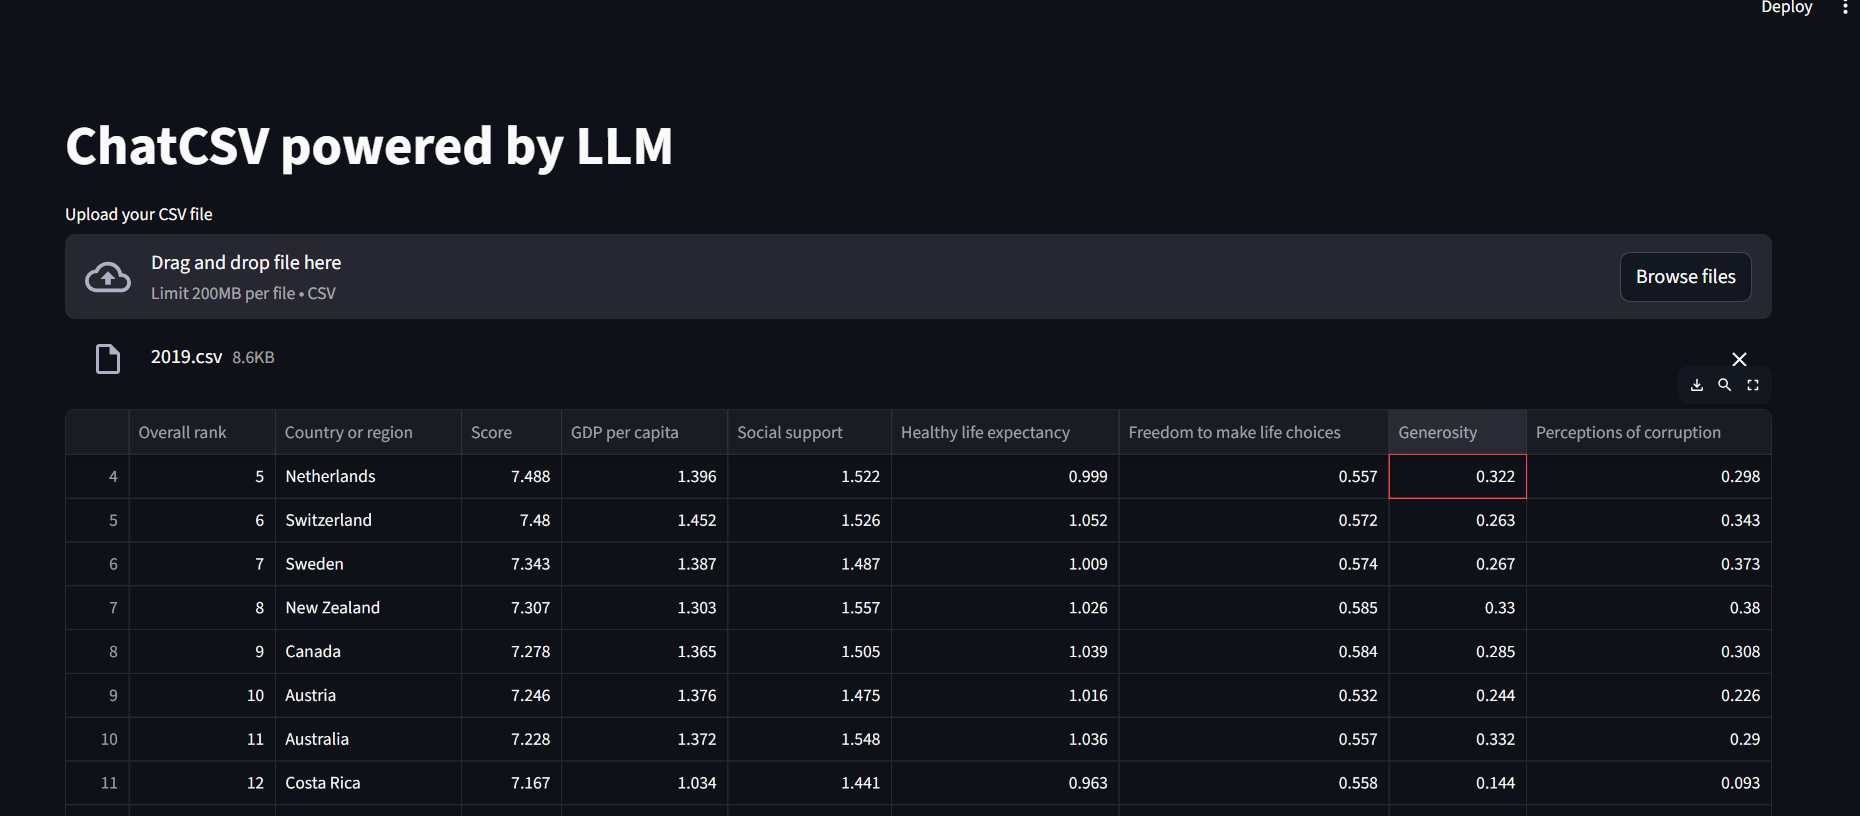 Deploy
ChatCSV powered by LLM
Upload your CSV file
Drag and drop file here
Limit 200MB per file • CSV
Browse files
2019.csv 8.6KB
Overall rank Country or region Score GDP per capita Social support Healthy life expectancy Freedom to make life choices Generosity Perceptions of corruption
4 5 Netherlands 7.488 1.396 1.522 0.999 0.557 0.322 0.298
5 6 Switzerland 7.48 1.452 1.526 1.052 0.572 0.263 0.343
6 7 Sweden 7.343 1.387 1.487 1.009 0.574 0.267 0.373
7 8 New Zealand 7.307 1.303 1.557 1.026 0.585 0.33 0.38
8 9 Canada 7.278 1.365 1.505 1.039 0.584 0.285 0.308
9 10 Austria 7.246 1.376 1.475 1.016 0.532 0.244 0.226
10 11 Australia 7.228 1.372 1.548 1.036 0.557 0.332 0.29
11 12 Costa Rica 7.167 1.034 1.441 0.963 0.558 0.144 0.093